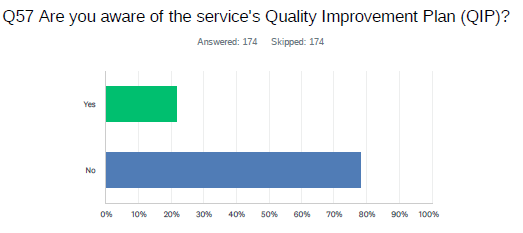 Q57 Are you aware of the service's Quality Improvement Plan (QIP)?
Answered: 174 Skipped: 174
Yes
No
0% 10% 20% 30% 40% 50% 60% 70% 80% 90% 100%